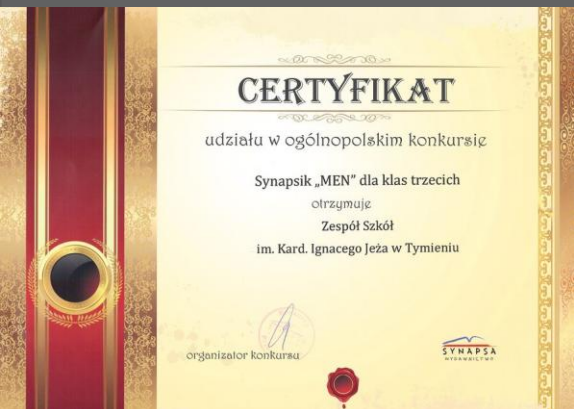 CERTYFIKAT
udziału w ogólnopolskim konkursie
Synapsik „MEN” dla klas trzecich
otrzymuje
Zespół Szkół
im. Kard. Ignacego Jeża w Tymieniu
organizator konkursu
SYNAPSA
WYDAWNICTWO